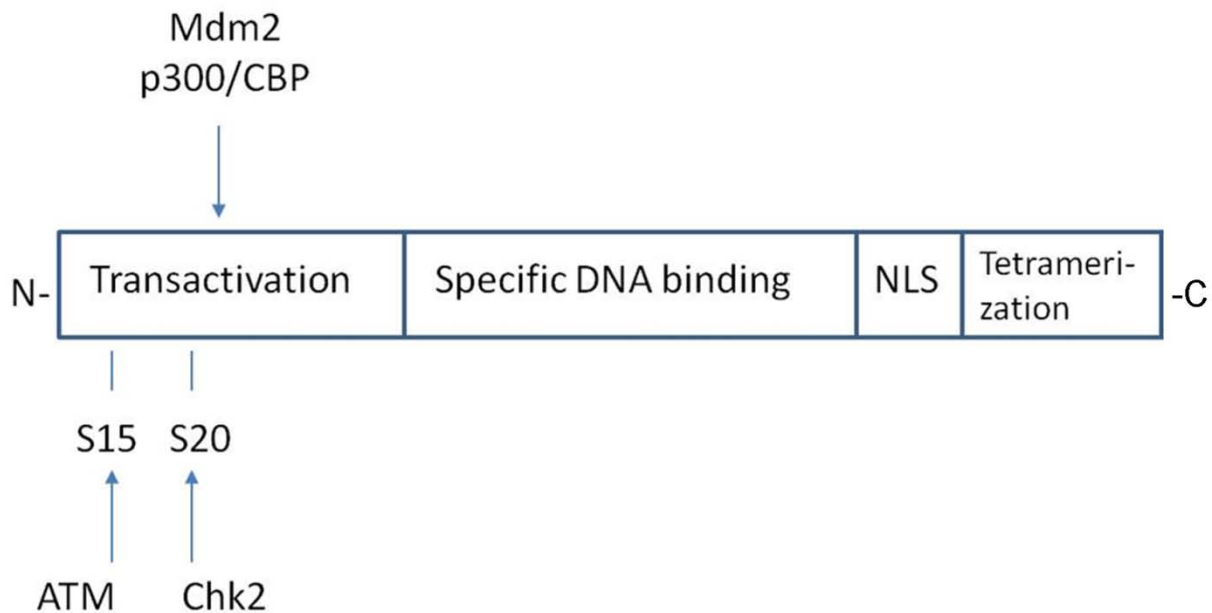 Mdm2
p300/CBP
N-
Transactivation
Specific DNA binding
NLS
Tetrameri-
zation
-C
S15
S20
ATM
Chk2